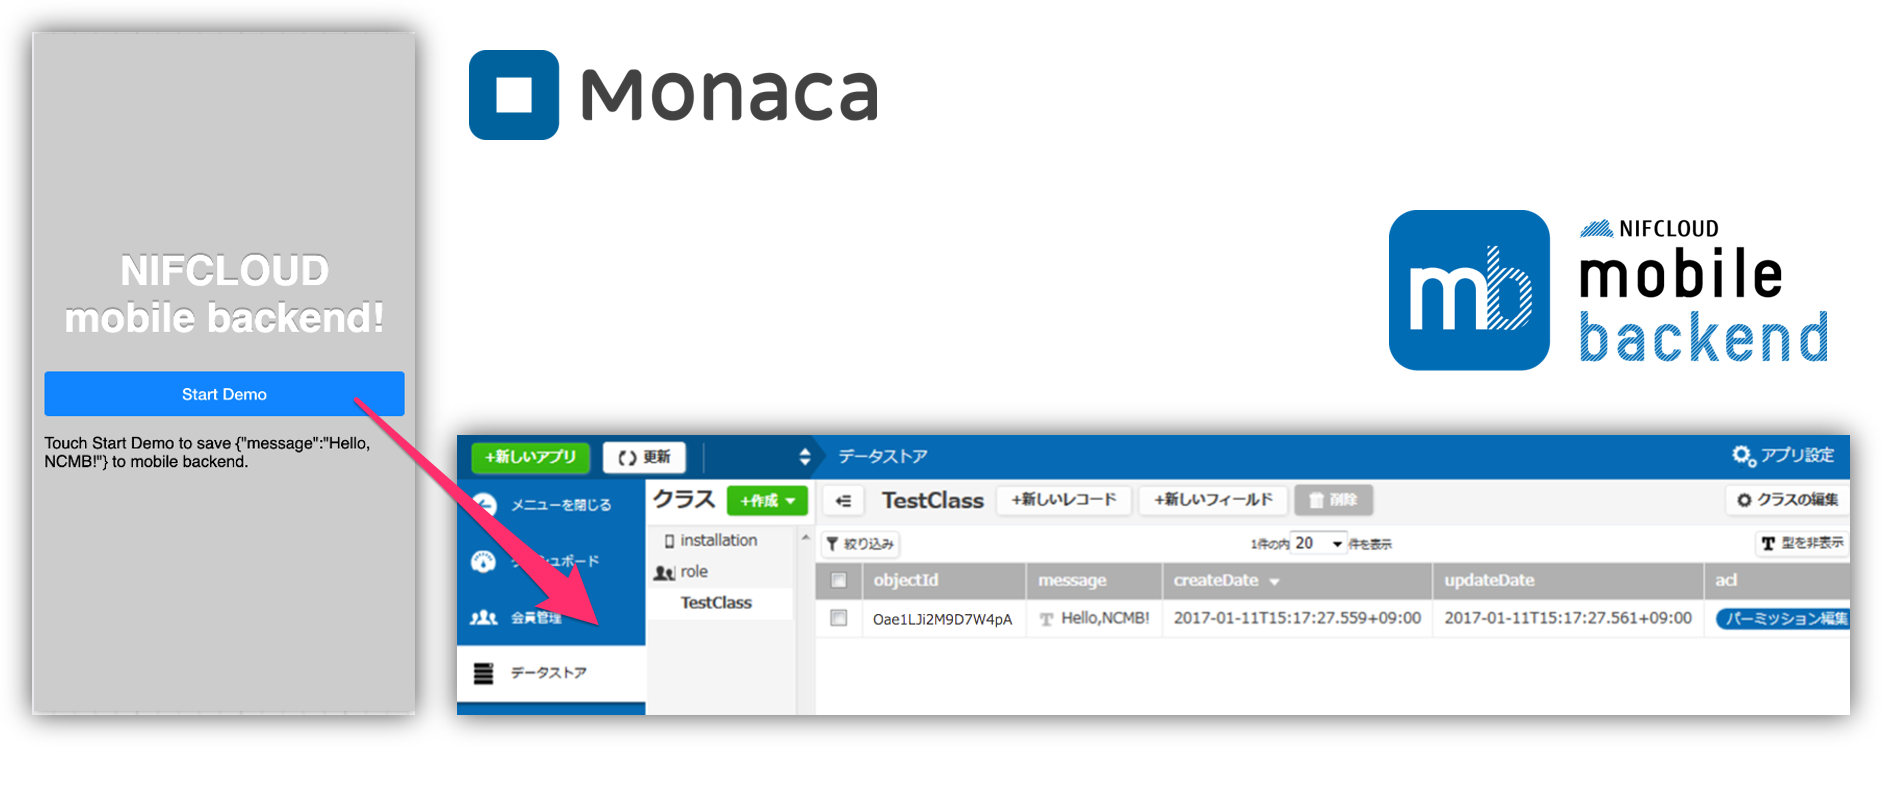 NIFCLOUD
mobile backend!
Start Demo
Touch Start Demo to save {"message":"Hello,
NCMB!"} to mobile backend.
Monaca
mb
NIFCLOUD
mobile
backend
+新しいアプリ
更新
データストア
アプリ設定
メニューを閉じる
ュボード
会員管理
データストア
クラス
+作成
installation
role
TestClass
TestClass
+新しいレコード
+新しいフィールド
削除
クラスの編集
絞り込み
1件の内 20 件を表示
型を非表示
objectId message createDate updateDate acl
Oae1LJi2M9D7W4pA Hello,NCMB! 2017-01-11T15:17:27.559+09:00 2017-01-11T15:17:27.561+09:00 パーミッション編集